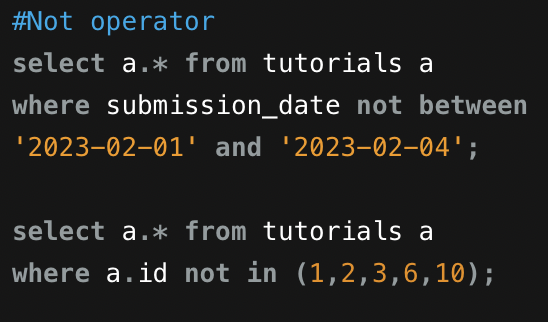 #Not operator
select a.* from tutorials a
where submission_date not between
'2023-02-01' and '2023-02-04';
select a.* from tutorials a
where a.id not in (1,2,3,6,10);